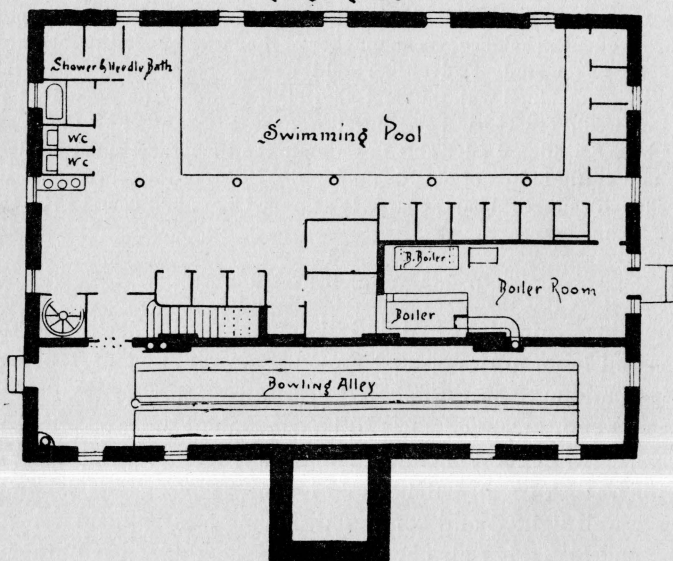 Shower & Needle Bath
WC
WC
Swimming Pool
B. Boiler
Boiler Room
Boiler
Bowling Alley